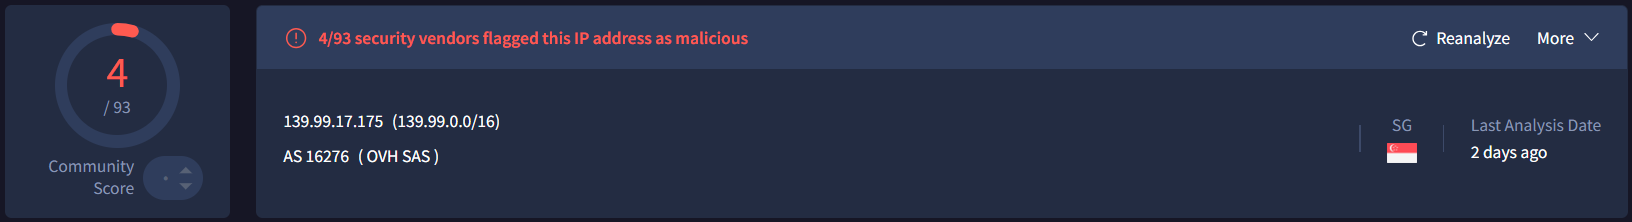 4
/ 93
Community
Score
4/93 security vendors flagged this IP address as malicious
Reanalyze
More
139.99.17.175 (139.99.0.0/16)
AS 16276 ( OVH SAS )
SG
Last Analysis Date
2 days ago